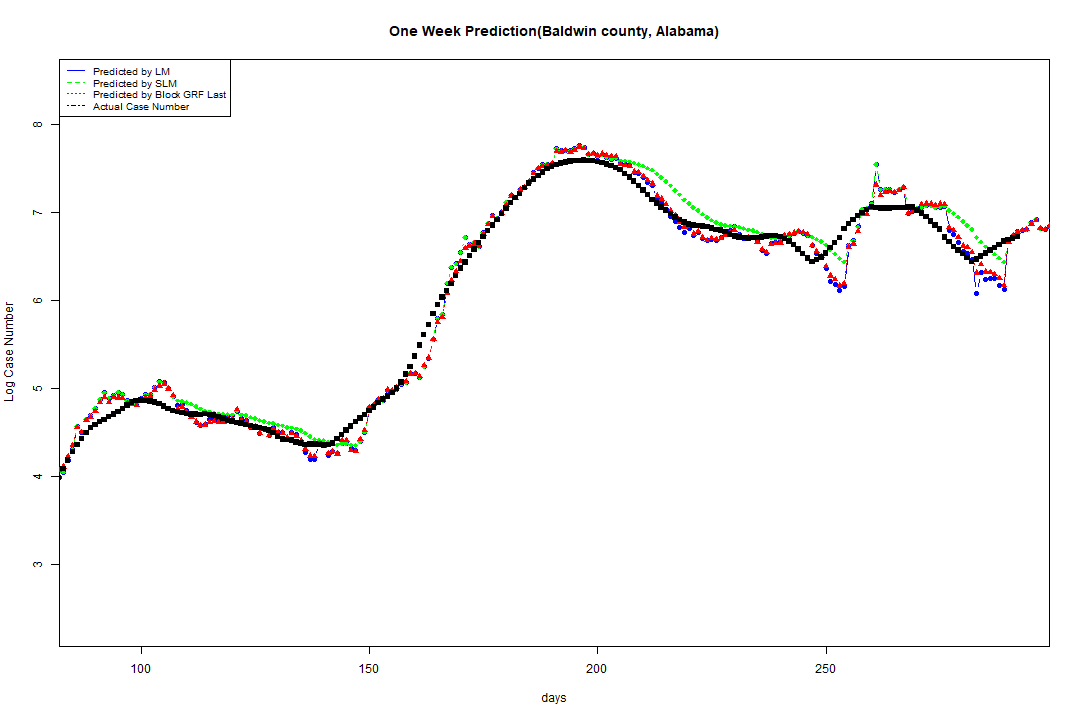 One Week Prediction(Baldwin county, Alabama)
Predicted by LM
Predicted by SLM
Predicted by Block GRF Last
Actual Case Number
8
7
6
5
4
3
Log Case Number
100 150 200 250
days